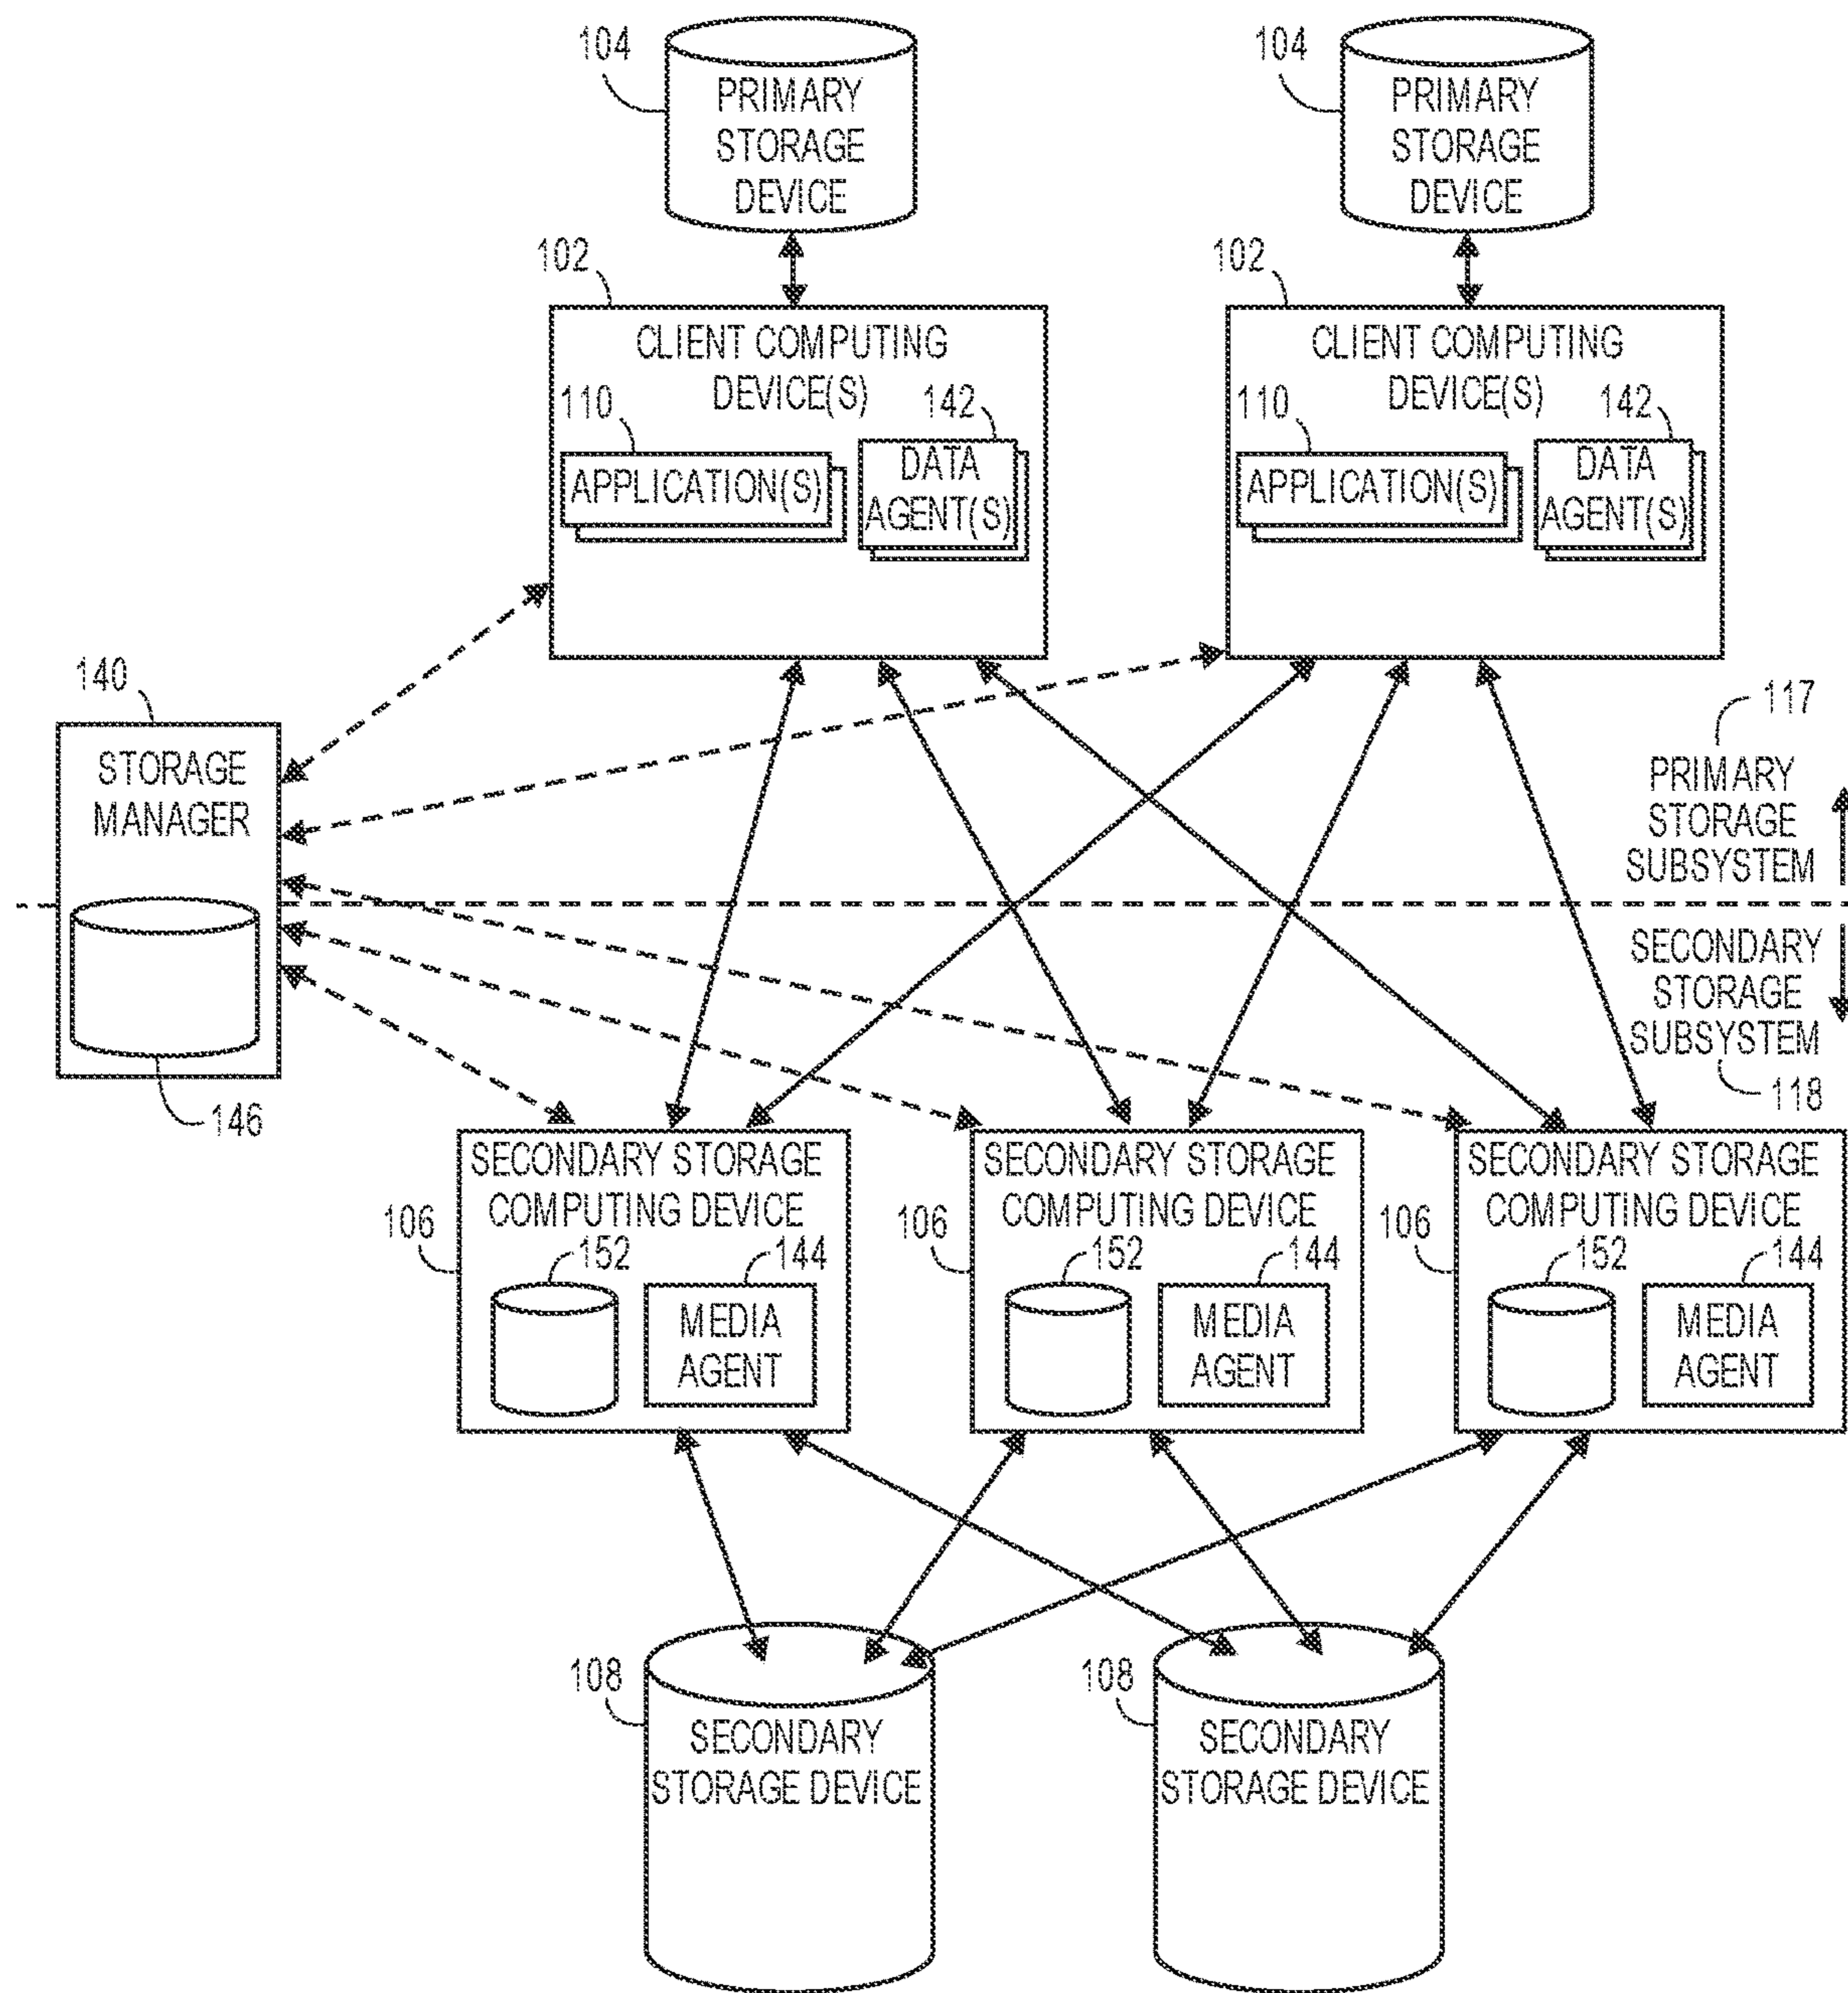 104
PRIMARY
STORAGE
DEVICE
104
PRIMARY
STORAGE
DEVICE
102
CLIENT COMPUTING
DEVICE(S)
110
142
APPLICATION(S)
DATA
AGENT(S)
102
CLIENT COMPUTING
DEVICE(S)
110
142
APPLICATION(S)
DATA
AGENT(S)
140
STORAGE
MANAGER
146
117
PRIMARY
STORAGE
SUBSYSTEM
SECONDARY
STORAGE
SUBSYSTEM
118
SECONDARY STORAGE
COMPUTING DEVICE
106
152
144
MEDIA
AGENT
SECONDARY STORAGE
COMPUTING DEVICE
106
152
144
MEDIA
AGENT
SECONDARY STORAGE
COMPUTING DEVICE
106
152
144
MEDIA
AGENT
108
SECONDARY
STORAGE DEVICE
108
SECONDARY
STORAGE DEVICE